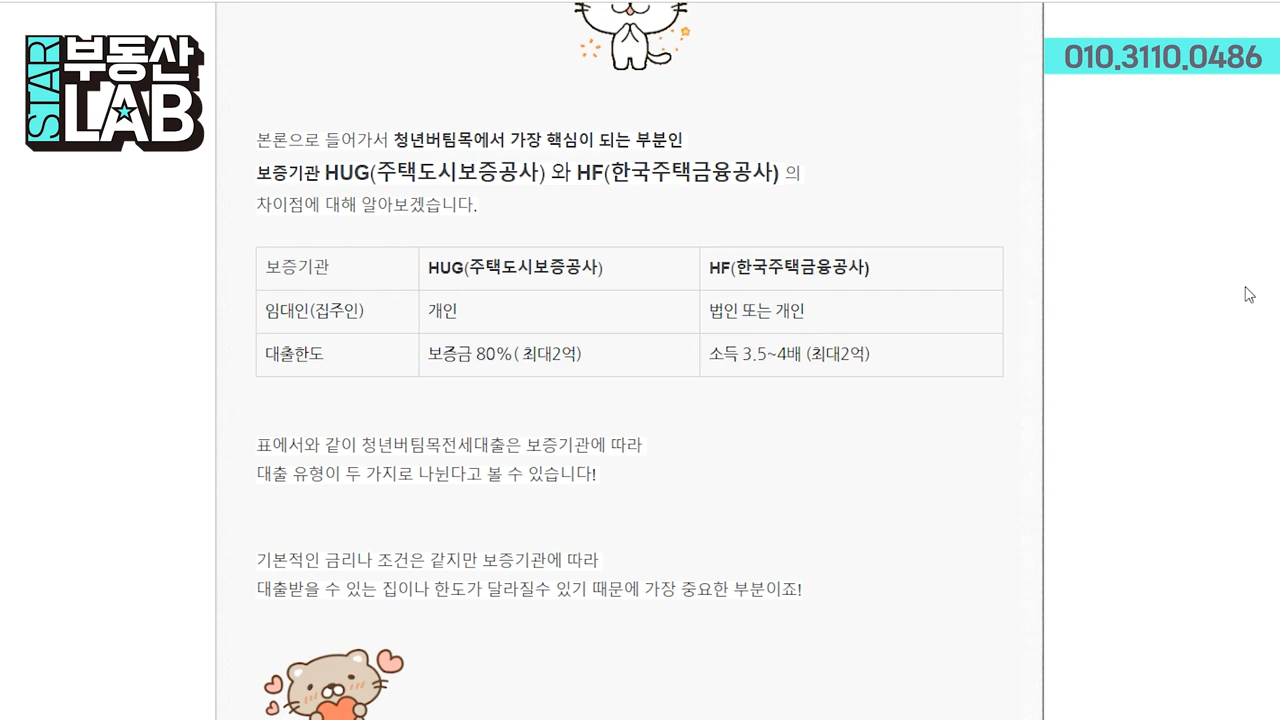 STAR
부동산
LAB
010.3110.0486
본론으로 들어가서 청년버팀목에서 가장 핵심이 되는 부분인
보증기관 HUG(주택도시보증공사) 와 HF(한국주택금융공사) 의
차이점에 대해 알아보겠습니다.
보증기관 HUG(주택도시보증공사) HF(한국주택금융공사)
임대인(집주인) 개인 법인 또는 개인
대출한도 보증금 80%( 최대2억) 소득 3.5~4배 (최대2억)
표에서와 같이 청년버팀목전세대출은 보증기관에 따라
대출 유형이 두 가지로 나뉜다고 볼 수 있습니다!
기본적인 금리나 조건은 같지만 보증기관에 따라
대출받을 수 있는 집이나 한도가 달라질수 있기 때문에 가장 중요한 부분이죠!